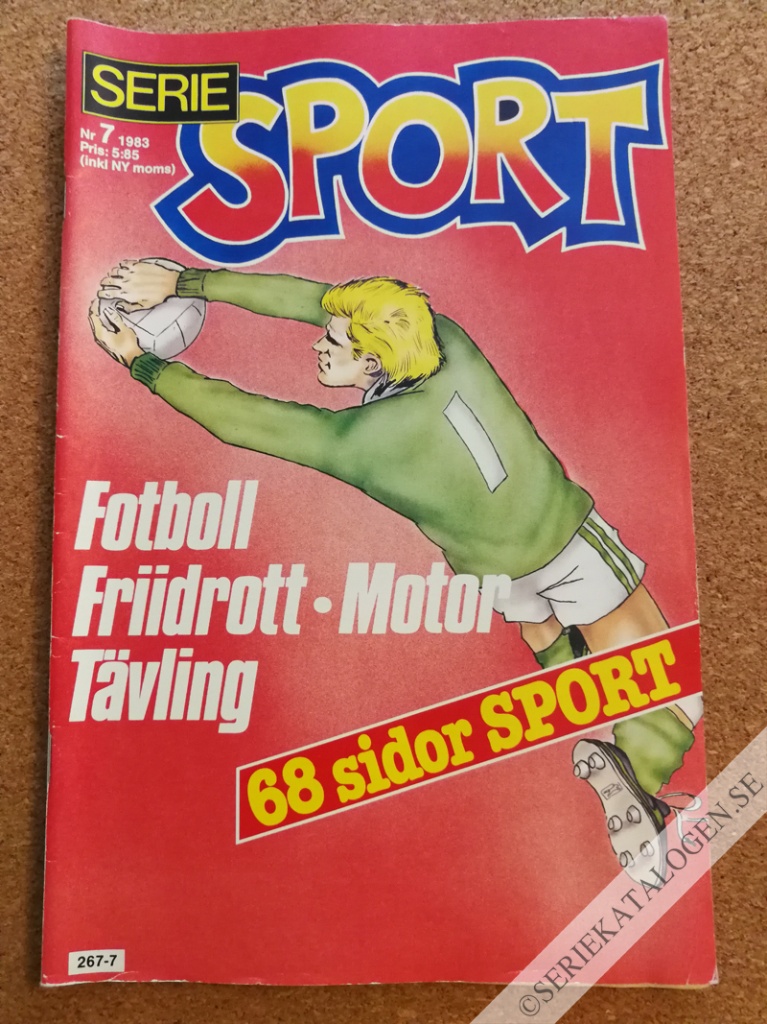 SERIE
SPORT
Nr 7 1983
Pris: 5:85
(inkl NY moms)
1
Fotboll
Friidrott • Motor
Tävling
68 sidor SPORT
267-7
©SERIEKATALOGEN.SE